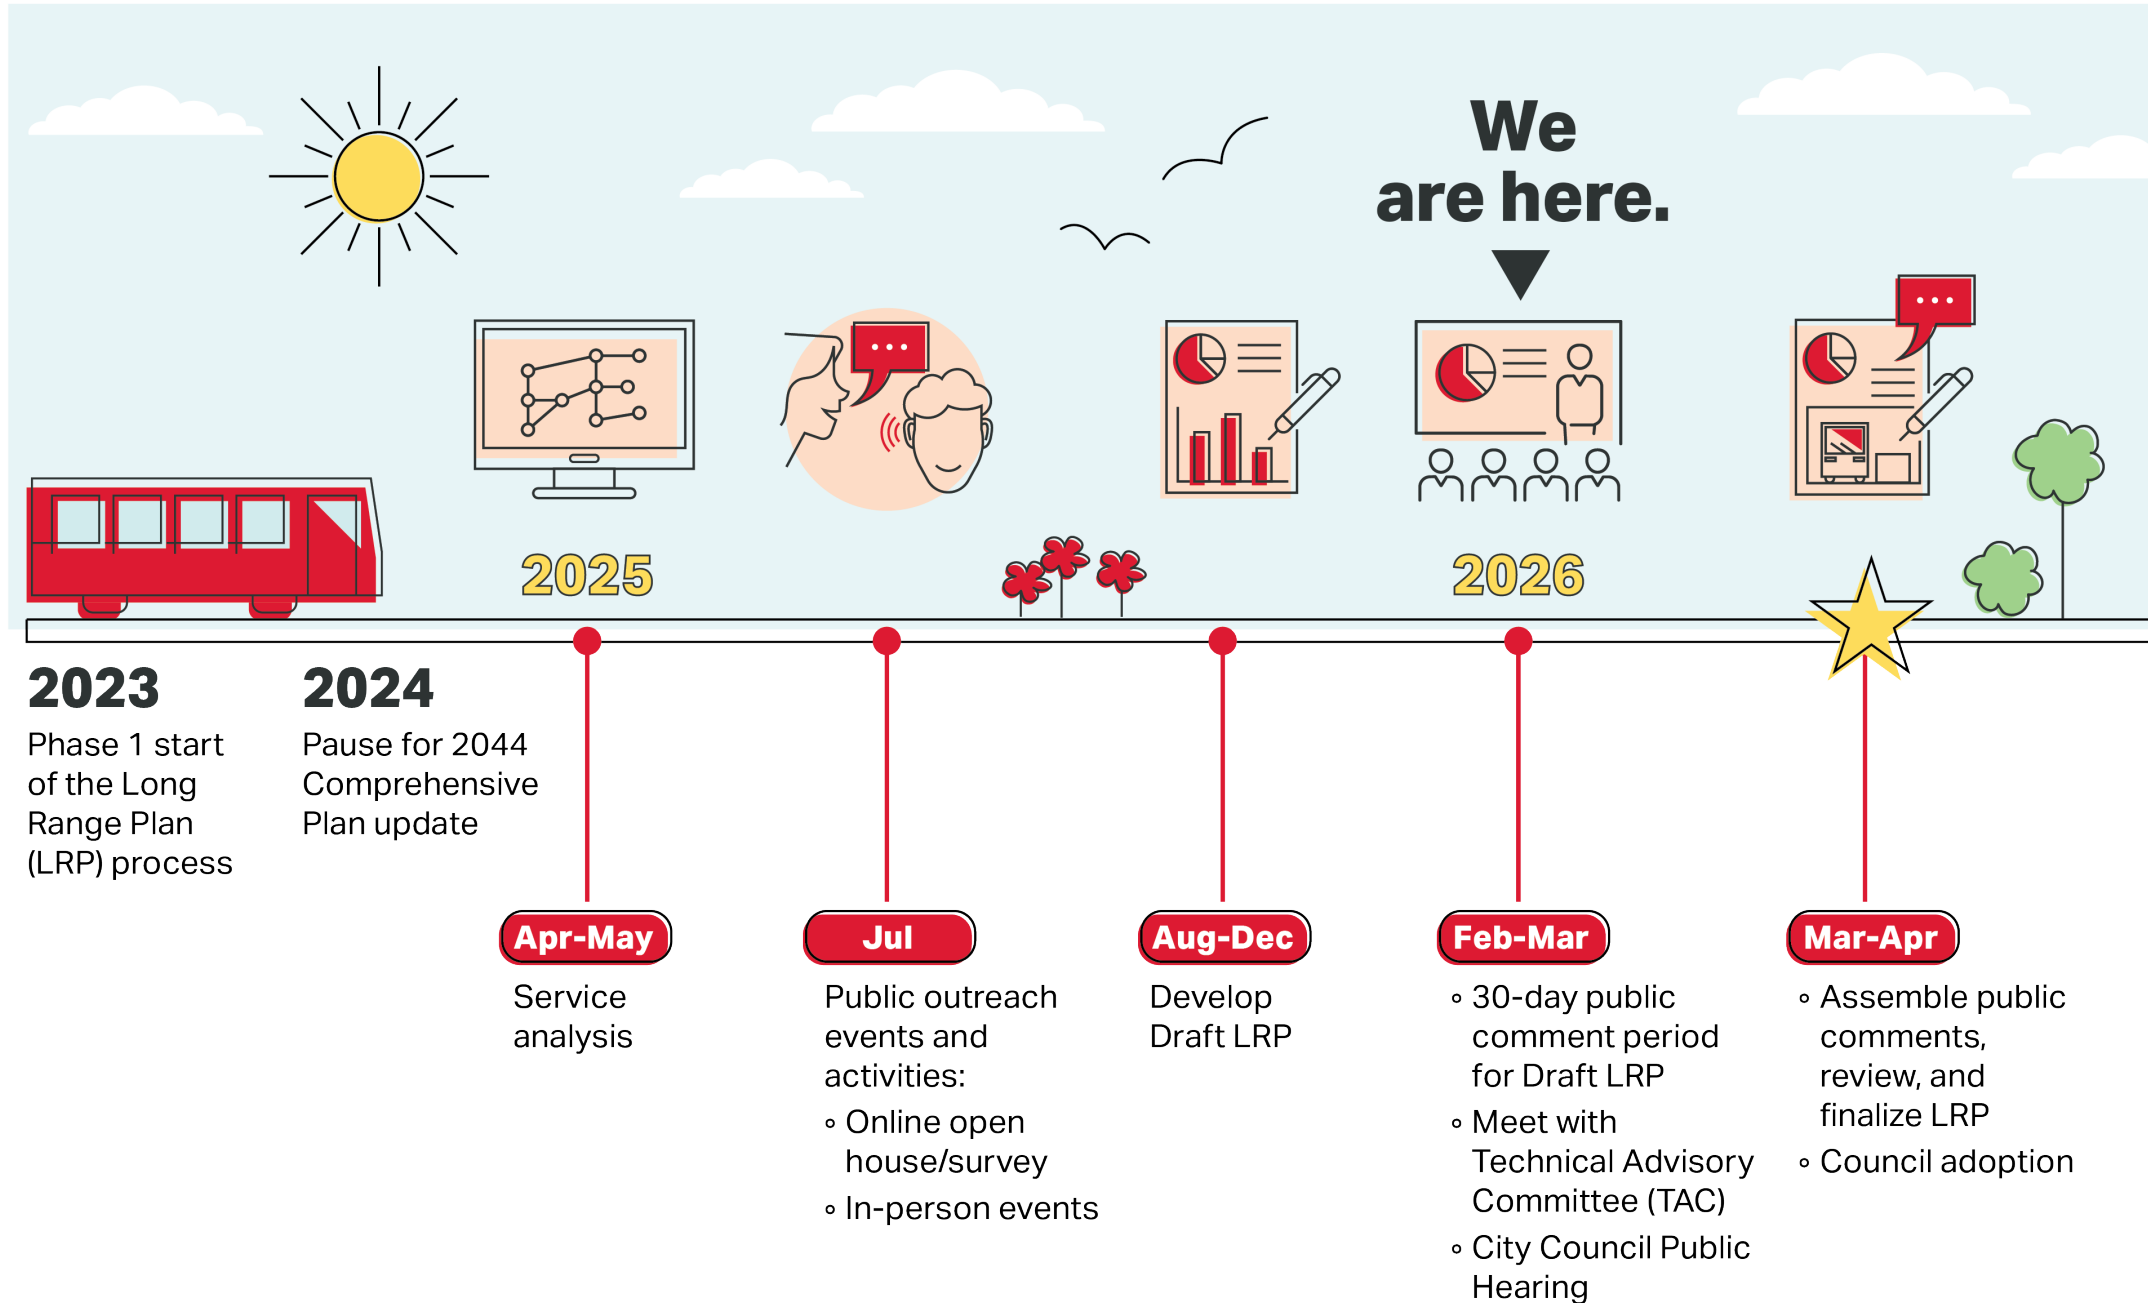 We
are here.
2025
2026
2023
Phase 1 start
of the Long
Range Plan
(LRP) process
2024
Pause for 2044
Comprehensive
Plan update
Apr-May
Service
analysis
Jul
Public outreach
events and
activities:
◦ Online open
house/survey
◦ In-person events
Aug-Dec
Develop
Draft LRP
Feb-Mar
◦ 30-day public
comment period
for Draft LRP
◦ Meet with
Technical Advisory
Committee (TAC)
◦ City Council Public
Hearing
Mar-Apr
◦ Assemble public
comments,
review, and
finalize LRP
◦ Council adoption